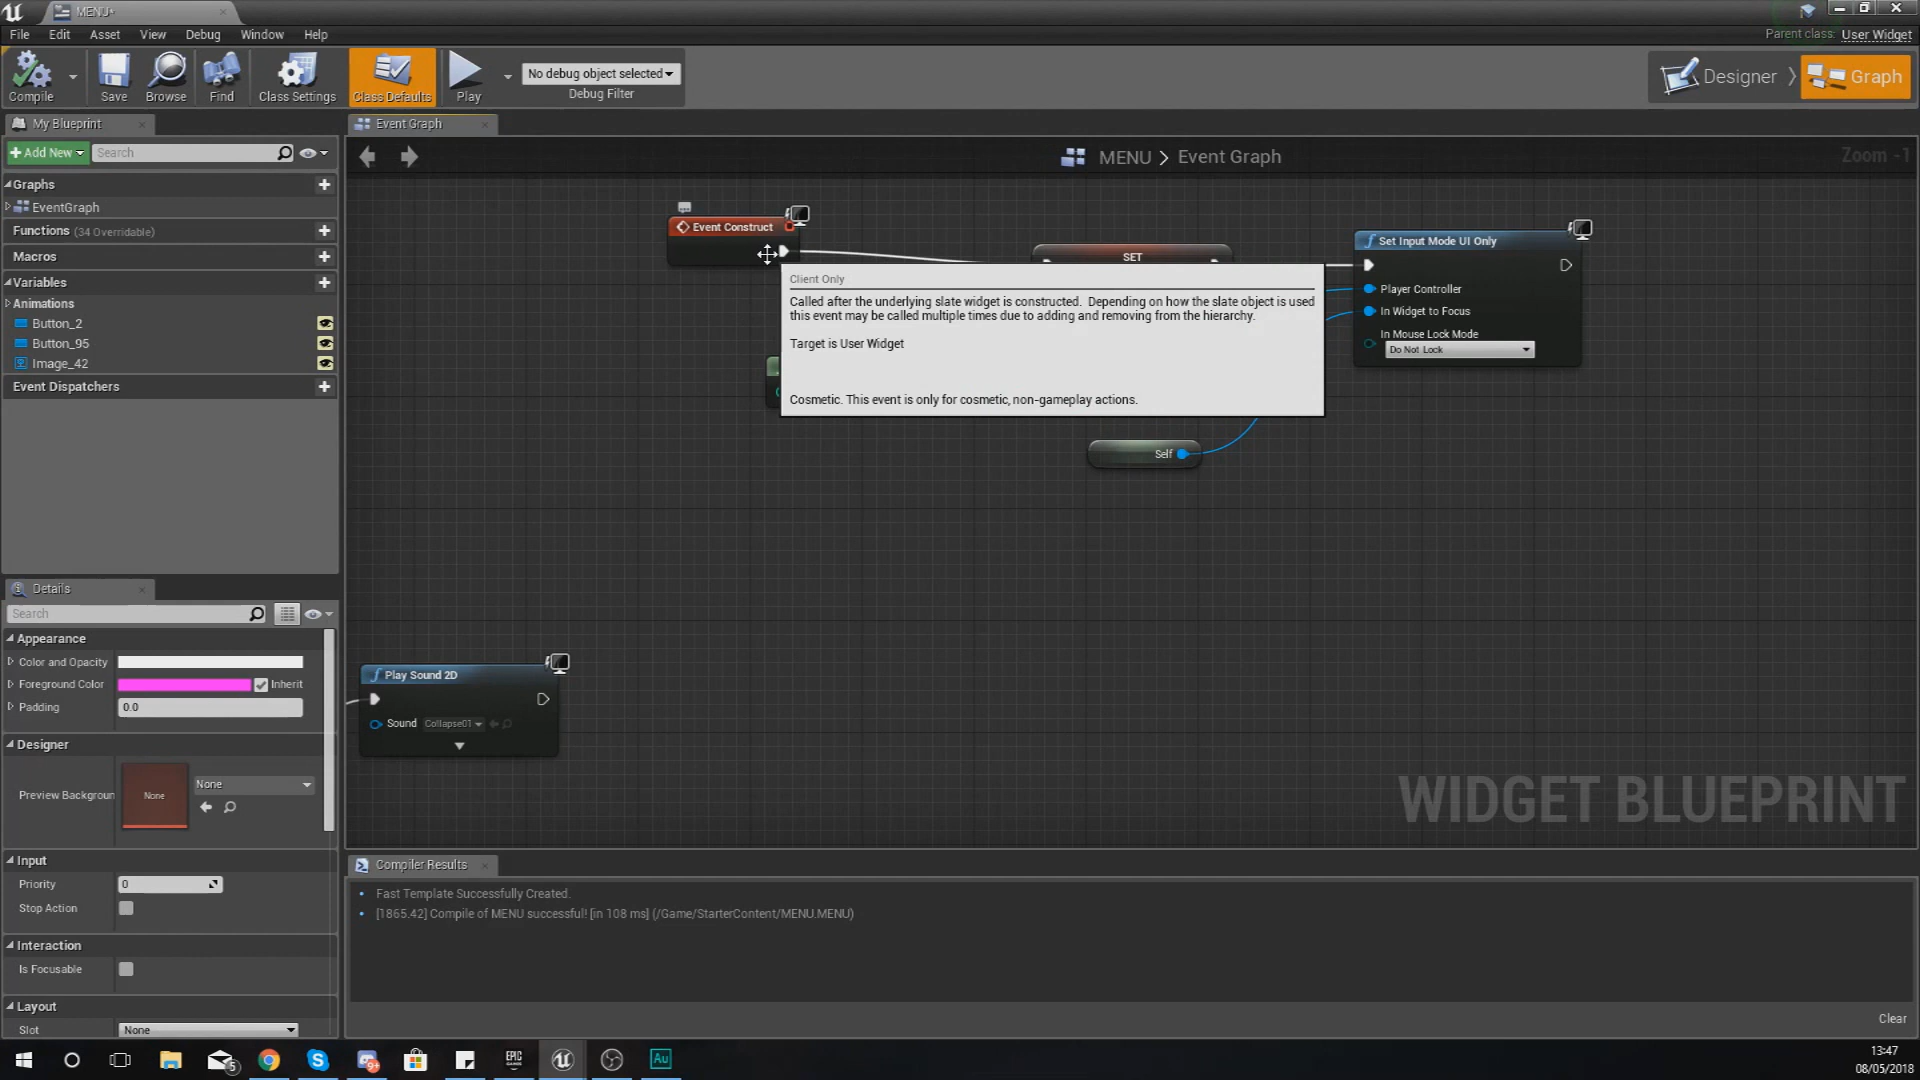 MENU*
File Edit Asset View Debug Window Help
Parent class: User Widget
Compile Save Browse Find Class Settings Class Defaults Play
No debug object selected
Debug Filter
Designer Graph
My Blueprint
Event Graph
+ Add New Search
MENU > Event Graph
Zoom -1
Graphs
EventGraph
Functions (34 Overridable)
Macros
Variables
Animations
Button_2
Button_95
Image_42
Event Dispatchers
Event Construct
SET
Set Input Mode UI Only
Player Controller
In Widget to Focus
In Mouse Lock Mode
Do Not Lock
Client Only
Called after the underlying slate widget is constructed. Depending on how the slate object is used
this event may be called multiple times due to adding and removing from the hierarchy.
Target is User Widget
Cosmetic. This event is only for cosmetic, non-gameplay actions.
Self
Details
Search
Appearance
Color and Opacity
Foreground Color Inherit
Padding 0.0
Designer
Preview Backgroun None None
Input
Priority 0
Stop Action
Interaction
Is Focusable
Layout
Slot None
Play Sound 2D
Sound Collapse01
WIDGET BLUEPRINT
Compiler Results
Fast Template Successfully Created.
[1865.42] Compile of MENU successful! [in 108 ms] (/Game/StarterContent/MENU.MENU)
Clear
5
9+
EPIC
GAMES
Au
13:47
08/05/2018